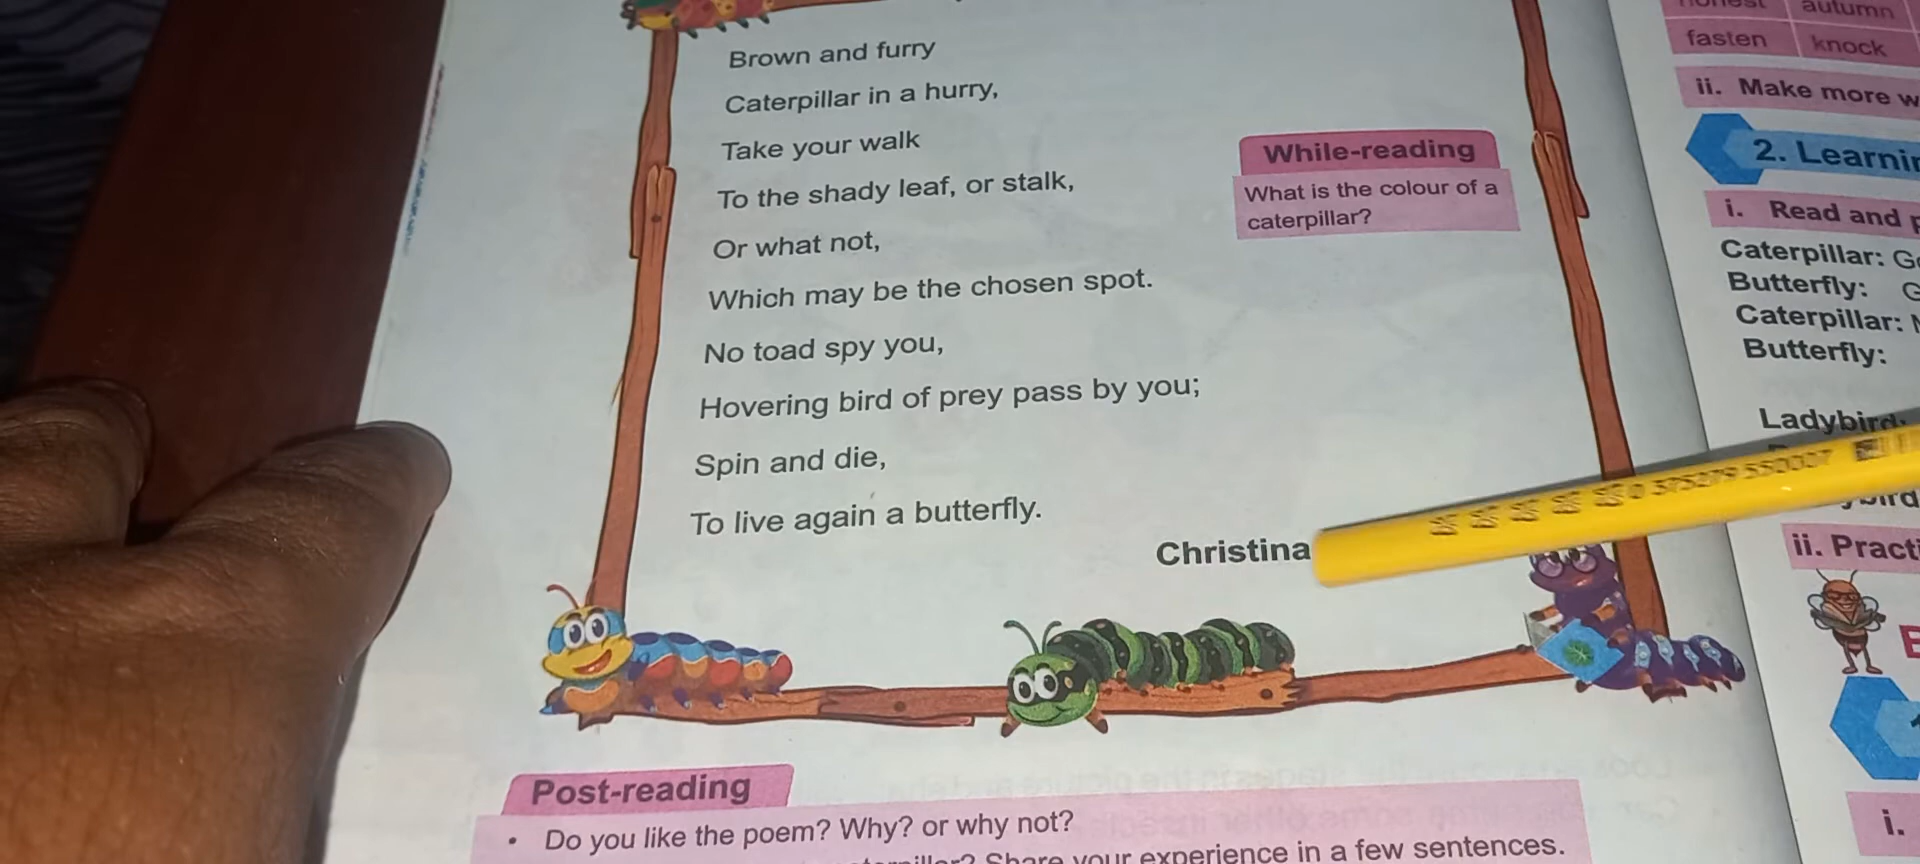 Brown and furry
Caterpillar in a hurry,
Take your walk
To the shady leaf, or stalk,
Or what not,
Which may be the chosen spot.
No toad spy you,
Hovering bird of prey pass by you;
Spin and die,
To live again a butterfly.
Christina
While-reading
What is the colour of a
caterpillar?
Post-reading
• Do you like the poem? Why? or why not?
Share your experience in a few sentences.
autumn
fasten knock
ii. Make more
2.
i. Read and
Caterpillar:
Butterfly:
Caterpillar:
Butterfly:
Ladybird:
ii.
i.